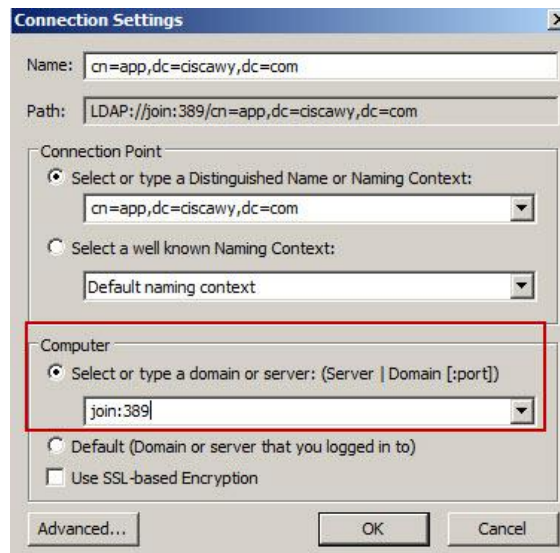 Connection Settings
Name: cn=app,dc=ciscawy,dc=com
Path: LDAP://join:389/cn=app,dc=ciscawy,dc=com
Connection Point
Select or type a Distinguished Name or Naming Context:
cn=app,dc=ciscawy,dc=com
Select a well known Naming Context:
Default naming context
Computer
Select or type a domain or server: (Server | Domain [:port])
join:389
Default (Domain or server that you logged in to)
Use SSL-based Encryption
Advanced... OK Cancel